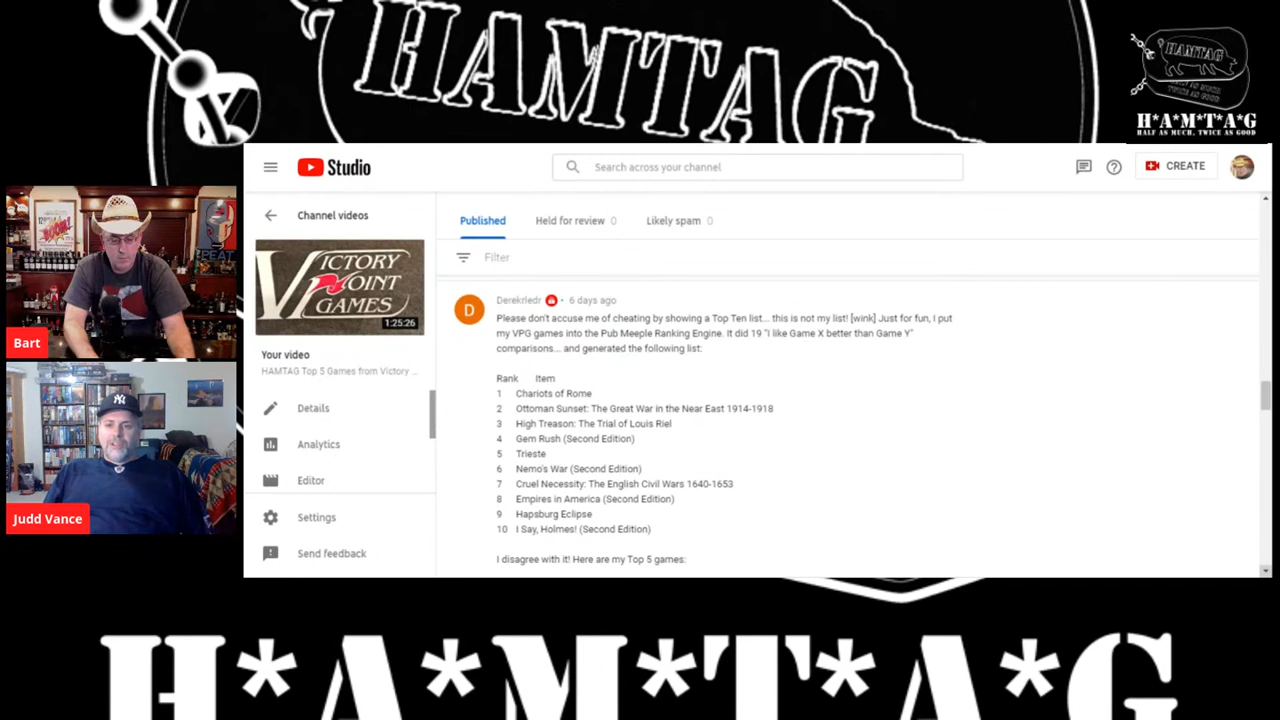 HAMTAG
HAMTAG
HALF AS MUCH,
TWICE AS GOOD
H*A*M*T*A*G
HALF AS MUCH, TWICE AS GOOD
Studio
Search across your channel
CREATE
Channel videos
Published
Held for review 0
Likely spam 0
Filter
VICTORY
POINT
GAMES
1:25:26
Your video
HAMTAG Top 5 Games from Victory ...
Details
Analytics
Editor
Settings
Send feedback
D
Derekrledr • 6 days ago
Please don't accuse me of cheating by showing a Top Ten list... this is not my list! [wink] Just for fun, I put
my VPG games into the Pub Meeple Ranking Engine. It did 19 "I like Game X better than Game Y"
comparisons... and generated the following list:
Rank Item
1 Chariots of Rome
2 Ottoman Sunset: The Great War in the Near East 1914-1918
3 High Treason: The Trial of Louis Riel
4 Gem Rush (Second Edition)
5 Trieste
6 Nemo's War (Second Edition)
7 Cruel Necessity: The English Civil Wars 1640-1653
8 Empires in America (Second Edition)
9 Hapsburg Eclipse
10 I Say, Holmes! (Second Edition)
I disagree with it! Here are my Top 5 games:
PEAT
Bart
Judd Vance
H*A*M*T*A*G